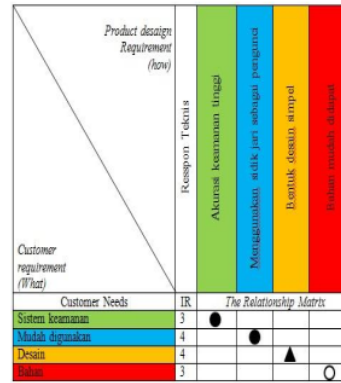 Product desaign
Requirement
(how)
Respon Teknis
Akurasi keamanan tinggi
Menggunakan sidik jari sebagai pengunci
Bentuk desain simpel
Bahan mudah didapat
Customer
requirement
(What)
Customer Needs IR The Relationship Matrix
Sistem keamanan 3
Mudah digunakan 4
Desain 4
Bahan 3